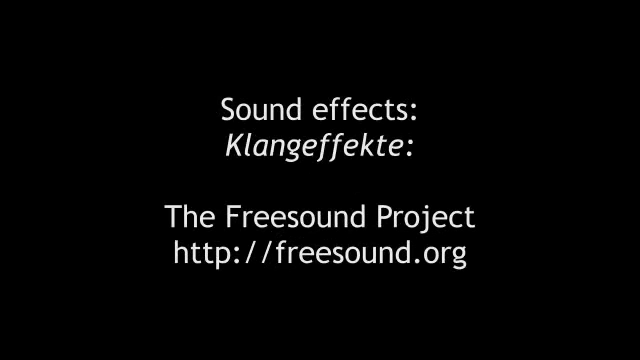 Sound effects:
Klangeffekte:
The Freesound Project
http://freesound.org